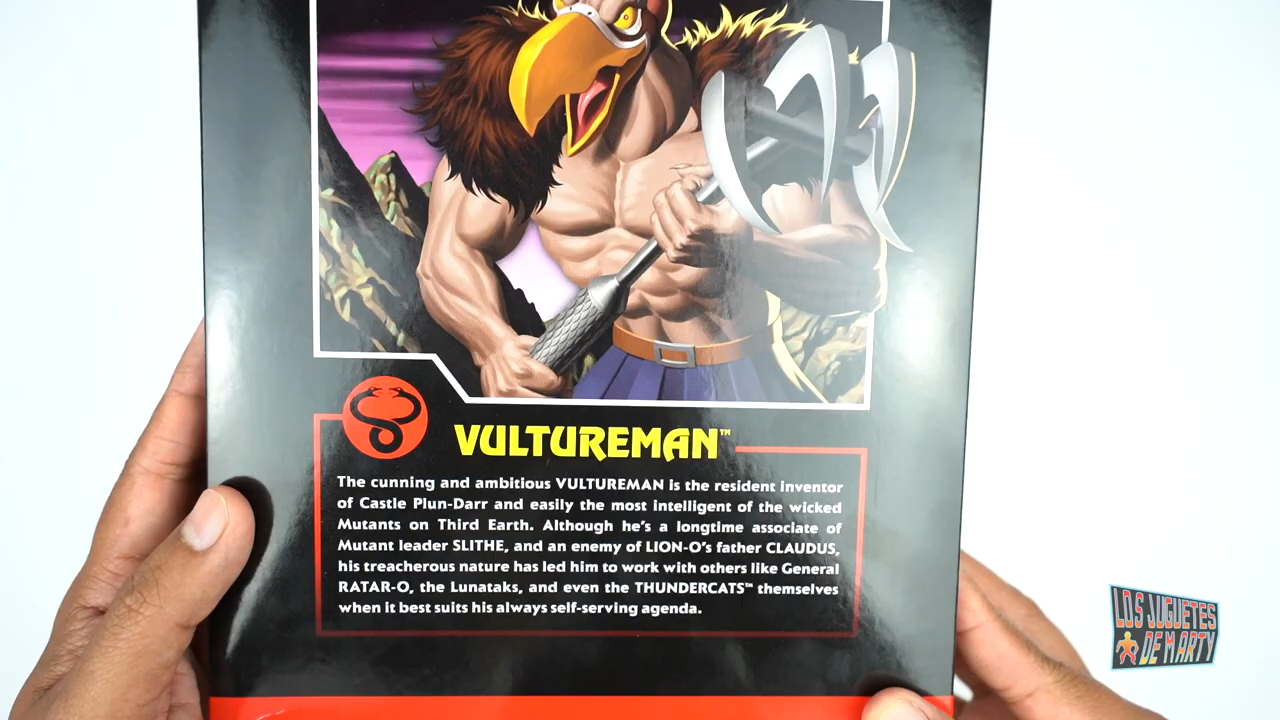 VULTUREMAN™
The cunning and ambitious VULTUREMAN is the resident inventor
of Castle Plun-Darr and easily the most intelligent of the wicked
Mutants on Third Earth. Although he's a longtime associate of
Mutant leader SLITHE, and an enemy of LION-O's father CLAUDUS,
his treacherous nature has led him to work with others like General
RATAR-O, the Lunataks, and even the THUNDERCATS™ themselves
when it best suits his always self-serving agenda.
LOS JUGUETES
DE MARTY